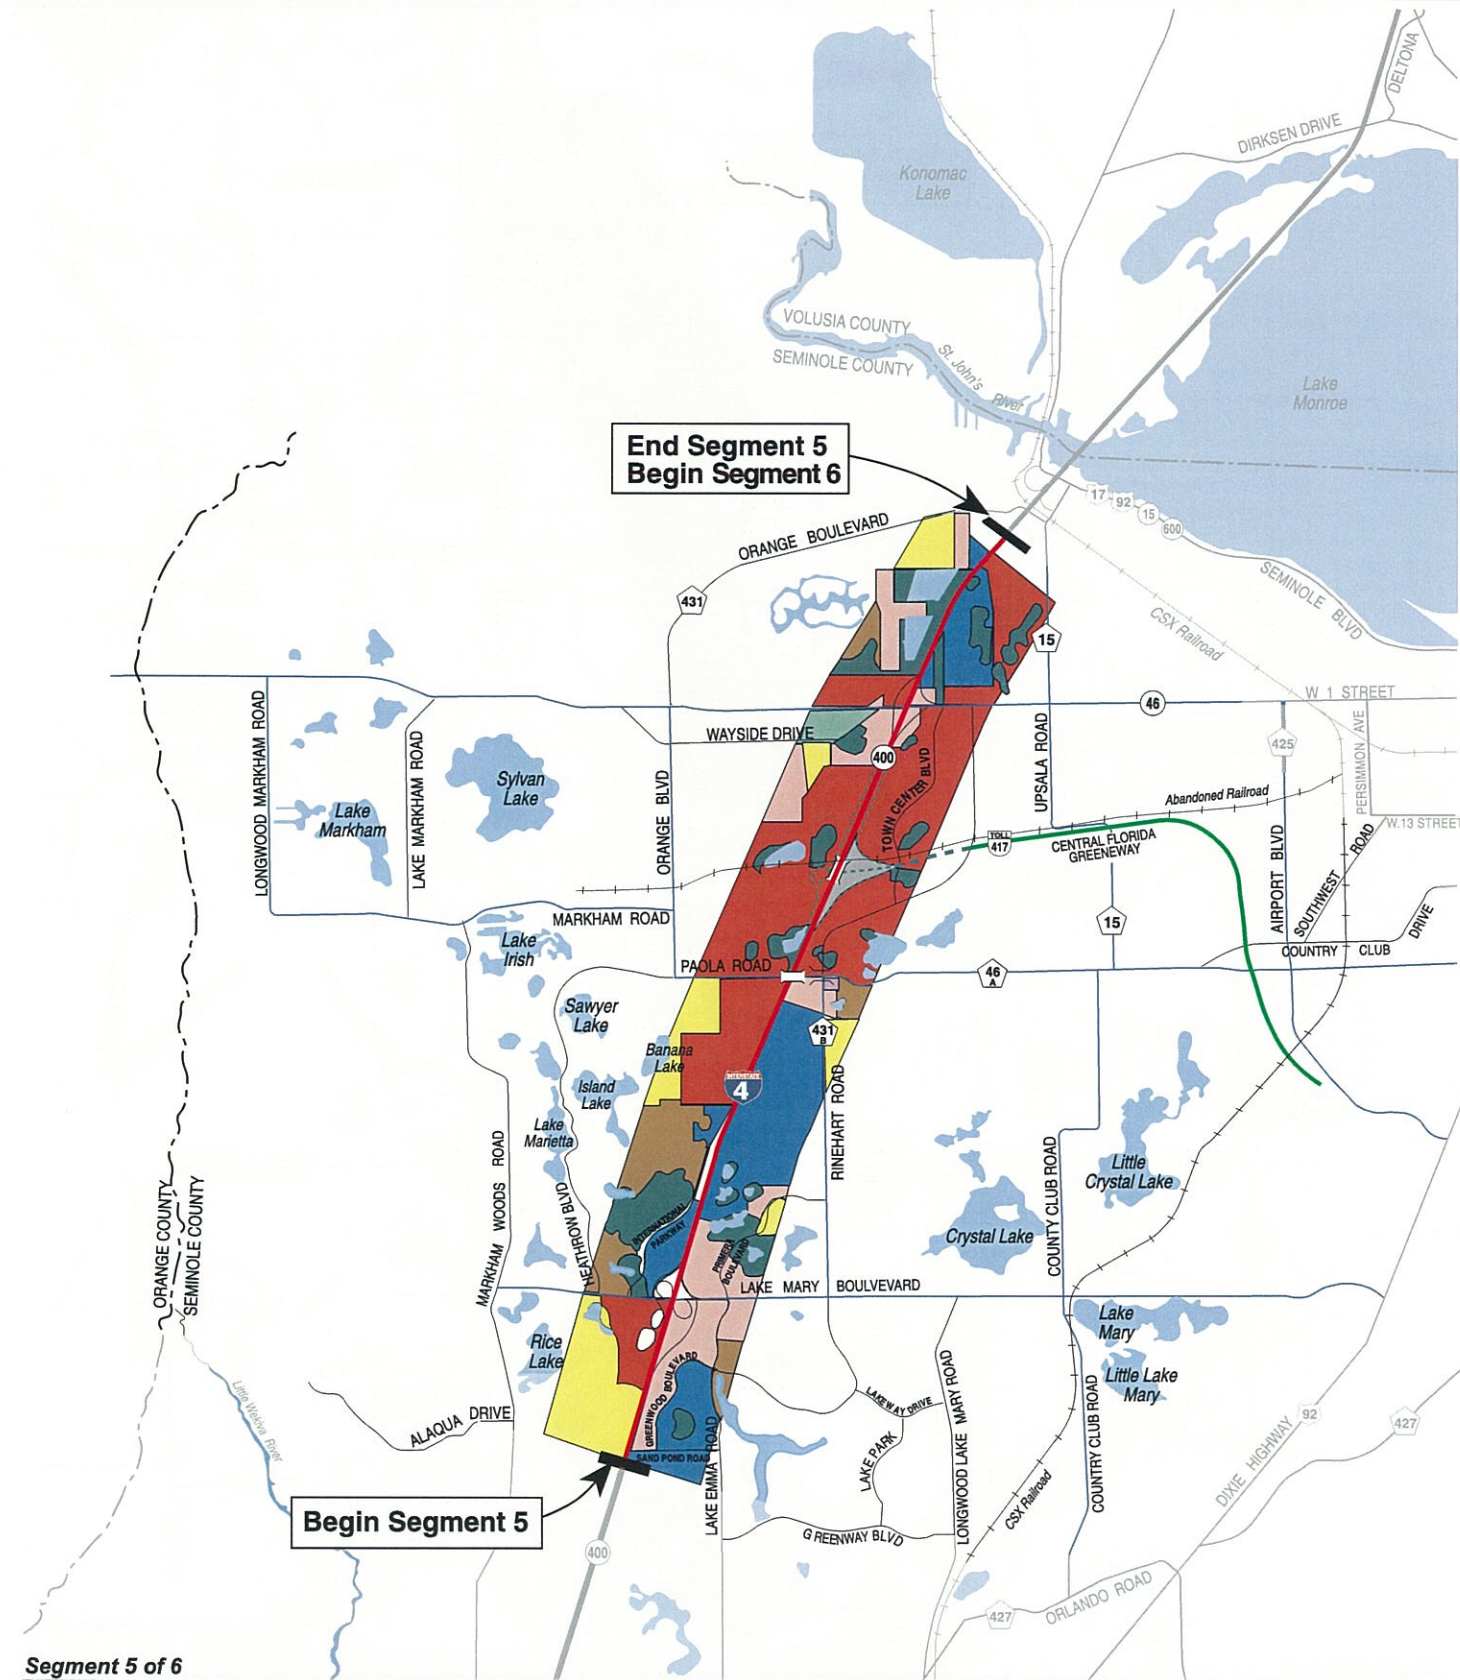 DELTONA
DIRKSEN DRIVE
Konomac
Lake
VOLUSIA COUNTY
SEMINOLE COUNTY
St. John's
River
Lake
Monroe
End Segment 5
Begin Segment 6
17
92
15
600
ORANGE BOULEVARD
SEMINOLE BLVD
431
CSX Railroad
15
W 1 STREET
46
LONGWOOD MARKHAM ROAD
LAKE MARKHAM ROAD
ORANGE BLVD
WAYSIDE DRIVE
400
TOWN CENTER BLVD
UPSALA ROAD
425
PERSIMMON AVE
Sylvan
Lake
Lake
Markham
Abandoned Railroad
W.13 STREET
TOLL
417
CENTRAL FLORIDA
GREENEWAY
AIRPORT BLVD
SOUTHWEST ROAD
MARKHAM ROAD
15
COUNTRY CLUB
DRIVE
Lake
Irish
PAOLA ROAD
46
A
Sawyer
Lake
431
B
Banana
Lake
INTERSTATE
4
Island
Lake
RINEHART ROAD
Lake
Marietta
MARKHAM WOODS ROAD
HEATHROW BLVD
INTERNATIONAL
PARKWAY
PRIMERA
BOULEVARD
Little
Crystal Lake
Crystal Lake
COUNTY CLUB ROAD
ORANGE COUNTY
SEMINOLE COUNTY
LAKE MARY BOULVEVARD
Lake
Mary
Rice
Lake
Little Lake
Mary
GREENWOOD BOULEVARD
LAKEWAY DRIVE
LAKE PARK
LONGWOOD LAKE MARY ROAD
COUNTRY CLUB ROAD
Little Wekiva River
ALAQUA DRIVE
SAND POND ROAD
LAKE EMMA ROAD
92
427
DIXIE HIGHWAY
CSX Railroad
Begin Segment 5
GREENWAY BLVD
400
427
ORLANDO ROAD
Segment 5 of 6